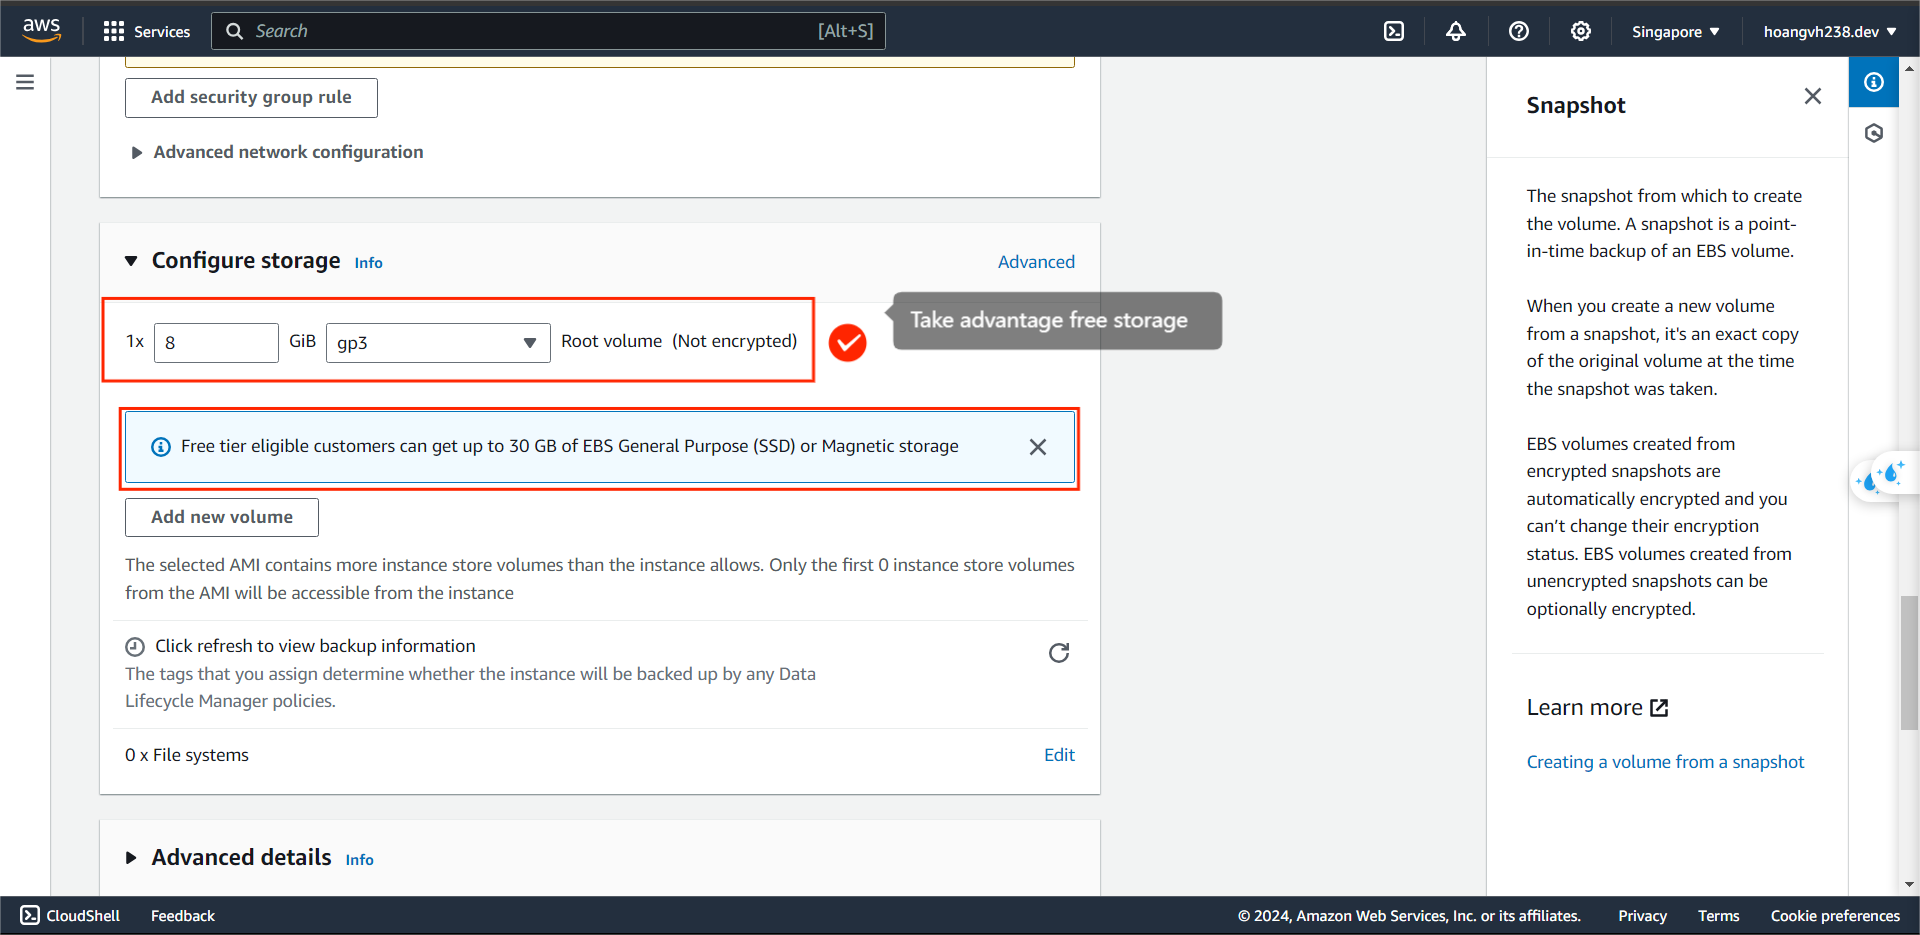 aws
Services
Search
[Alt+S]
Singapore
hoangvh238.dev
Add security group rule
Advanced network configuration
Configure storage
Info
Advanced
1x
8
GiB
gp3
Root volume (Not encrypted)
Take advantage free storage
Free tier eligible customers can get up to 30 GB of EBS General Purpose (SSD) or Magnetic storage
Add new volume
The selected AMI contains more instance store volumes than the instance allows. Only the first 0 instance store volumes
from the AMI will be accessible from the instance
Click refresh to view backup information
The tags that you assign determine whether the instance will be backed up by any Data
Lifecycle Manager policies.
0 x File systems
Edit
Advanced details
Info
Snapshot
The snapshot from which to create
the volume. A snapshot is a point-
in-time backup of an EBS volume.
When you create a new volume
from a snapshot, it's an exact copy
of the original volume at the time
the snapshot was taken.
EBS volumes created from
encrypted snapshots are
automatically encrypted and you
can’t change their encryption
status. EBS volumes created from
unencrypted snapshots can be
optionally encrypted.
Learn more
Creating a volume from a snapshot
CloudShell
Feedback
© 2024, Amazon Web Services, Inc. or its affiliates.
Privacy
Terms
Cookie preferences